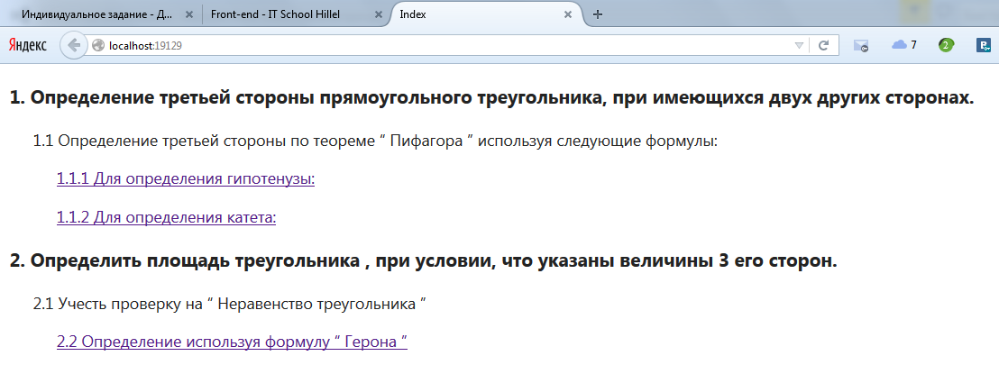 Индивидуальное задание - Д...
Front-end - IT School Hillel
Index
Яндекс
localhost:19129
7
2
1. Определение третьей стороны прямоугольного треугольника, при имеющихся двух других сторонах.
1.1 Определение третьей стороны по теореме “ Пифагора ” используя следующие формулы:
1.1.1 Для определения гипотенузы:
1.1.2 Для определения катета:
2. Определить площадь треугольника , при условии, что указаны величины 3 его сторон.
2.1 Учесть проверку на “ Неравенство треугольника ”
2.2 Определение используя формулу “ Герона ”